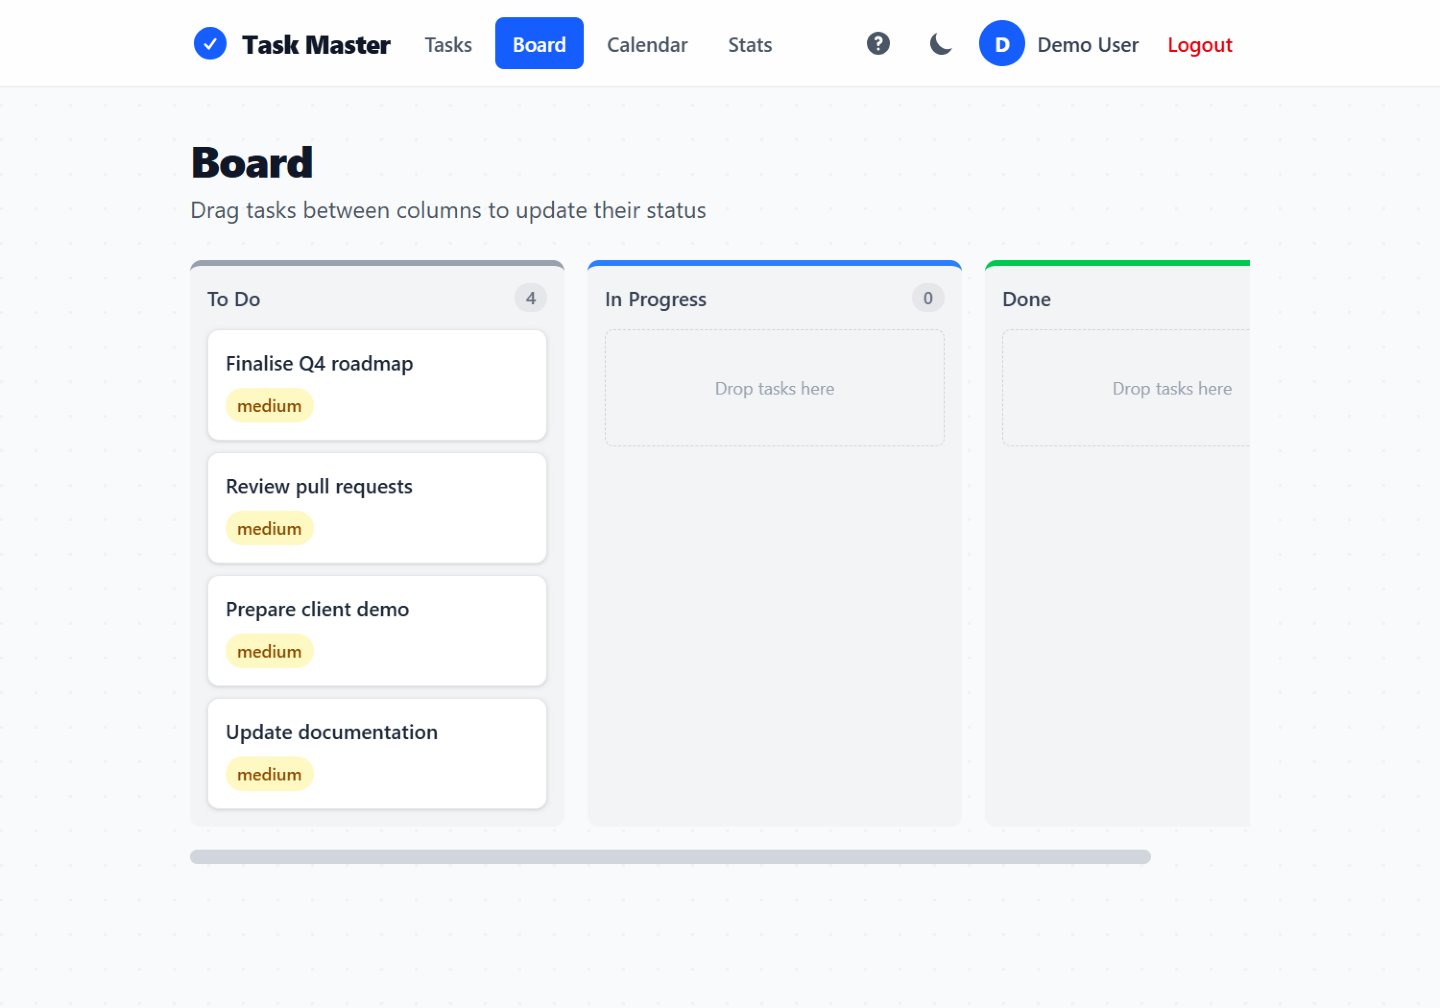 Task Master
Tasks
Board
Calendar
Stats
?
D
Demo User
Logout
Board
Drag tasks between columns to update their status
To Do
4
Finalise Q4 roadmap
medium
Review pull requests
medium
Prepare client demo
medium
Update documentation
medium
In Progress
0
Drop tasks here
Done
Drop tasks here